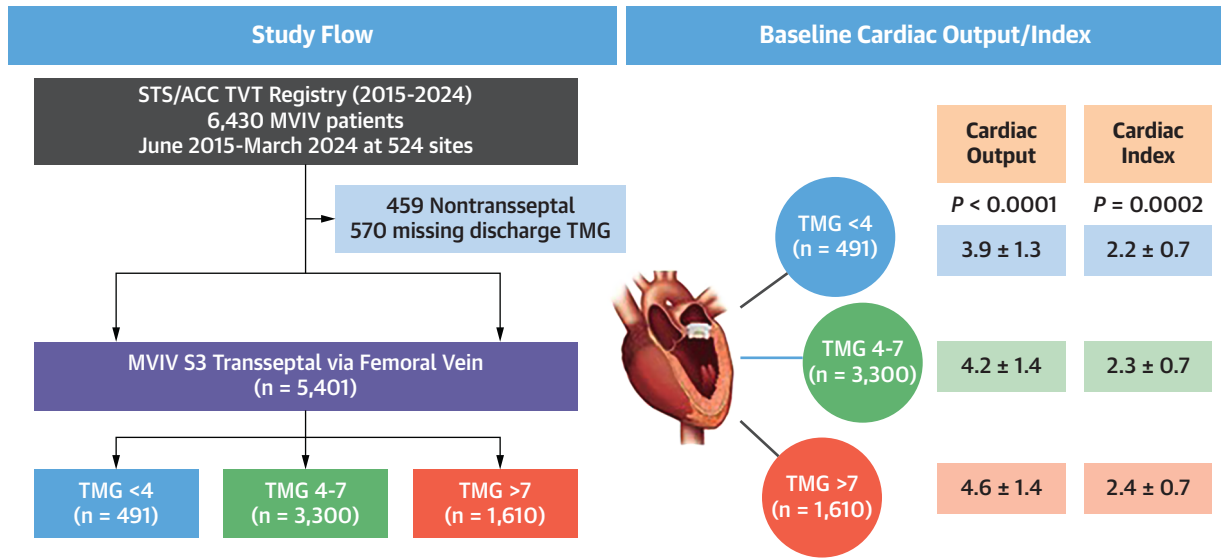 Study Flow
STS/ACC TVT Registry (2015-2024)
6,430 MVIV patients
June 2015-March 2024 at 524 sites
459 Nontransseptal
570 missing discharge TMG
MVIV S3 Transseptal via Femoral Vein
(n = 5,401)
TMG <4
(n = 491)
TMG 4-7
(n = 3,300)
TMG >7
(n = 1,610)
Baseline Cardiac Output/Index
Cardiac
Output
Cardiac
Index
P < 0.0001
P = 0.0002
TMG <4
(n = 491)
3.9 ± 1.3
2.2 ± 0.7
TMG 4-7
(n = 3,300)
4.2 ± 1.4
2.3 ± 0.7
TMG >7
(n = 1,610)
4.6 ± 1.4
2.4 ± 0.7